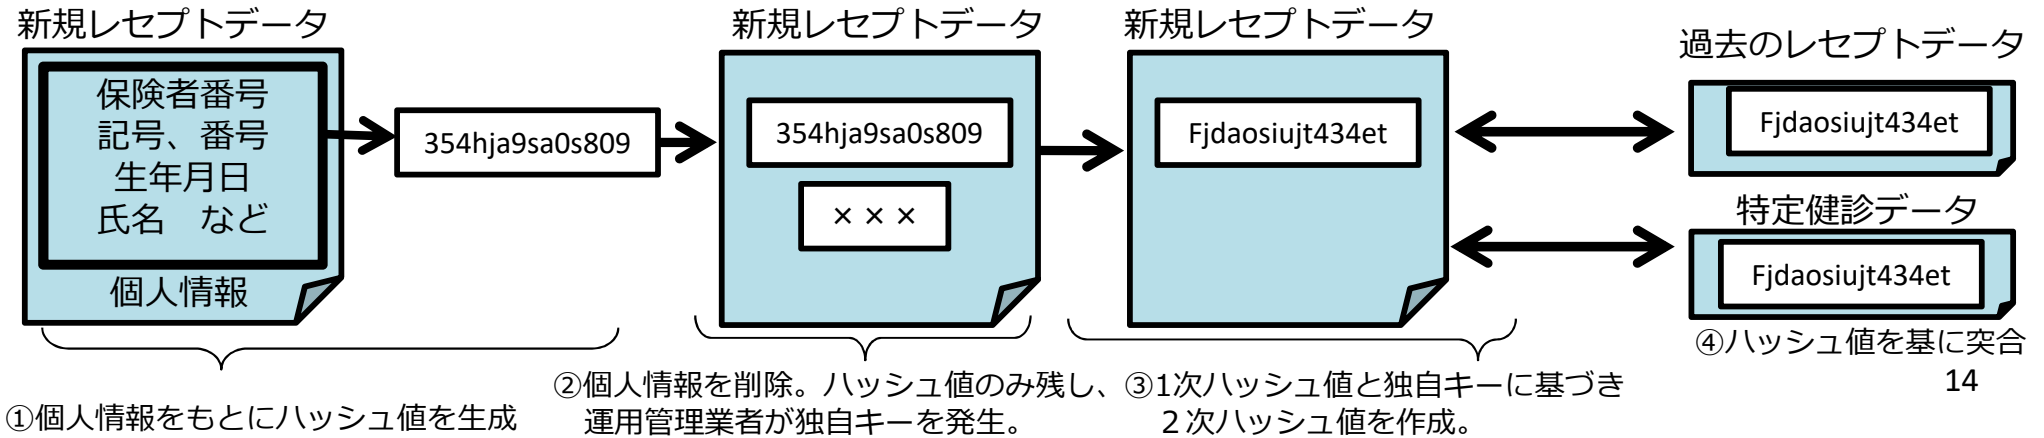 新規レセプトデータ
保険者番号
記号、番号
生年月日
氏名　など
個人情報
354hja9sa0s809
新規レセプトデータ
354hja9sa0s809
×××
新規レセプトデータ
Fjdaosiujt434et
過去のレセプトデータ
Fjdaosiujt434et
特定健診データ
Fjdaosiujt434et
①個人情報をもとにハッシュ値を生成
②個人情報を削除。ハッシュ値のみ残し、
運用管理業者が独自キーを発生。
③1次ハッシュ値と独自キーに基づき
２次ハッシュ値を作成。
④ハッシュ値を基に突合
14